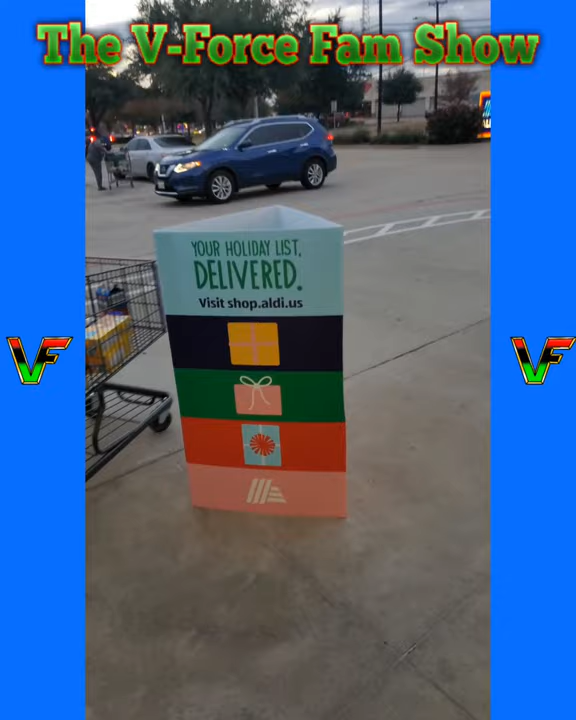 The V-Force Fam Show
YOUR HOLIDAY LIST,
DELIVERED.
Visit shop.aldi.us
VF
VF